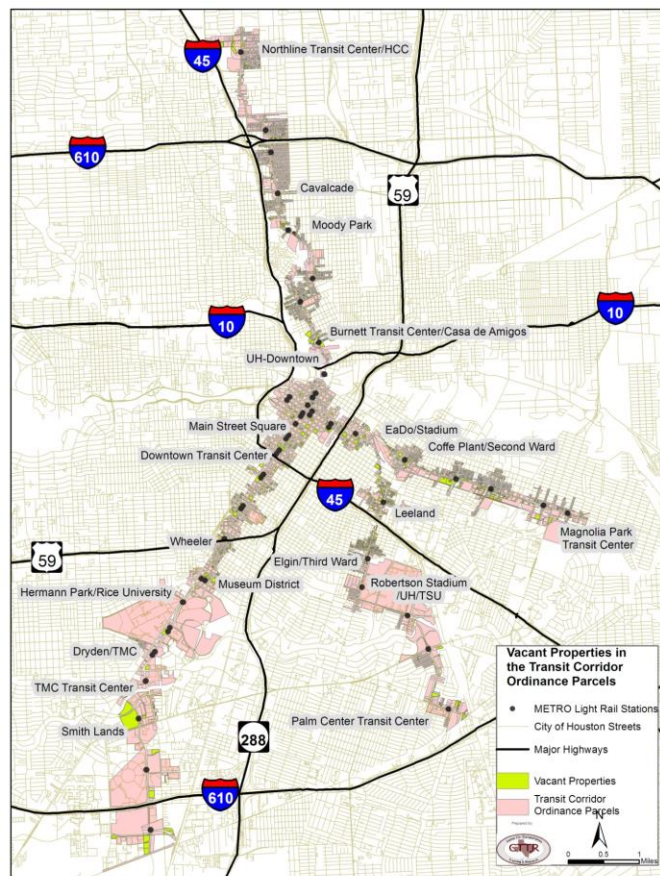 Northline Transit Center/HCC
45
610
59
Cavalcade
Moody Park
10
10
Burnett Transit Center/Casa de Amigos
UH-Downtown
Main Street Square
EaDo/Stadium
Coffe Plant/Second Ward
Downtown Transit Center
45
Leeland
Magnolia Park
Transit Center
Wheeler
59
Elgin/Third Ward
Museum District
Hermann Park/Rice University
Robertson Stadium
/UH/TSU
Dryden/TMC
TMC Transit Center
Smith Lands
Palm Center Transit Center
288
610
Vacant Properties in
the Transit Corridor
Ordinance Parcels
METRO Light Rail Stations
City of Houston Streets
Major Highways
Vacant Properties
Transit Corridor
Ordinance Parcels
N
Prepared by
GTTR
0 0.5 1
Miles